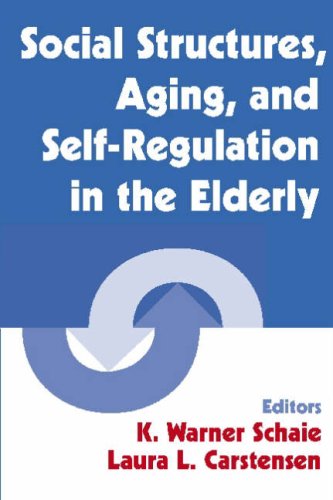 Social Structures,
Aging, and
Self-Regulation
in the Elderly
Editors
K. Warner Schaie
Laura L. Carstensen